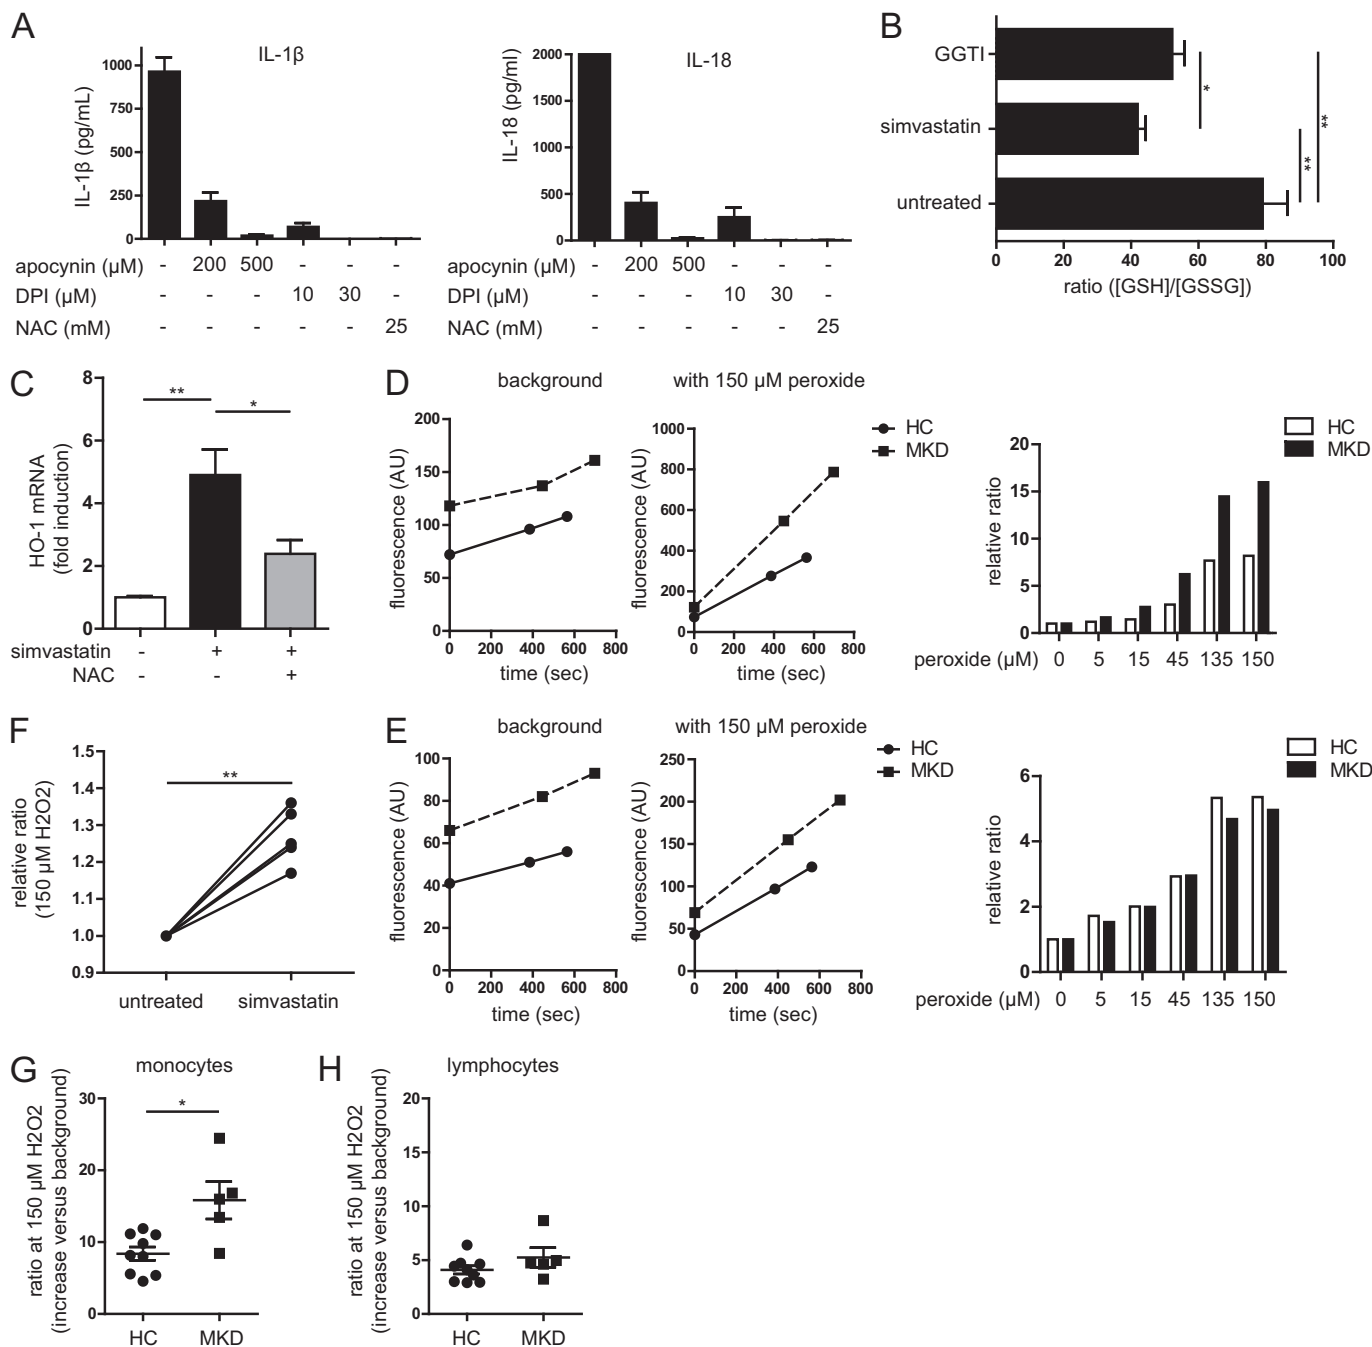 A
IL-1β
IL-1β (pg/mL)
1000
750
500
250
0
apocynin (µM) - 200 500 - - -
DPI (µM) - - - 10 30 -
NAC (mM) - - - - - 25
IL-18
IL-18 (pg/ml)
2000
1500
1000
500
0
apocynin (µM) - 200 500 - - -
DPI (µM) - - - 10 30 -
NAC (mM) - - - - - 25
B
GGTI
simvastatin
untreated
*
**
**
0 20 40 60 80 100
ratio ([GSH]/[GSSG])
C
HO-1 mRNA
(fold induction)
8
6
4
2
0
**
*
simvastatin - + +
NAC - - +
D
background
fluorescence (AU)
200
150
100
50
0
0 200 400 600 800
time (sec)
with 150 µM peroxide
fluorescence (AU)
1000
800
600
400
200
0
0 200 400 600 800
time (sec)
HC
MKD
HC
MKD
relative ratio
20
15
10
5
0
peroxide (µM) 0 5 15 45 135 150
F
relative ratio
(150 µM H2O2)
1.5
1.4
1.3
1.2
1.1
1.0
0.9
**
untreated simvastatin
E
background
fluorescence (AU)
100
80
60
40
20
0
0 200 400 600 800
time (sec)
with 150 µM peroxide
fluorescence (AU)
250
200
150
100
50
0
0 200 400 600 800
time (sec)
HC
MKD
HC
MKD
relative ratio
6
4
2
0
peroxide (µM) 0 5 15 45 135 150
G
monocytes
ratio at 150 µM H2O2
(increase versus background)
30
20
10
0
*
HC MKD
H
lymphocytes
ratio at 150 µM H2O2
(increase versus background)
20
15
10
5
0
HC MKD